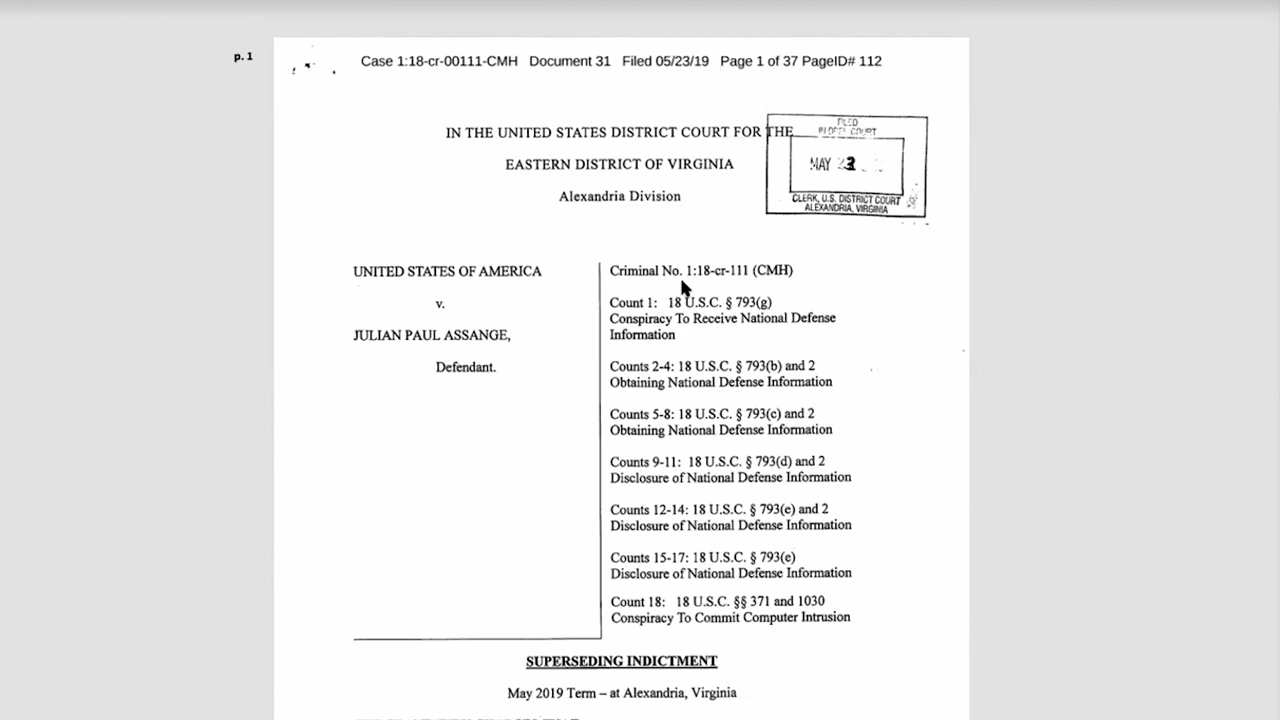 p. 1
Case 1:18-cr-00111-CMH Document 31 Filed 05/23/19 Page 1 of 37 PageID# 112
IN THE UNITED STATES DISTRICT COURT FOR THE
EASTERN DISTRICT OF VIRGINIA
Alexandria Division
FILED
MAY
CLERK, U.S. DISTRICT COURT
ALEXANDRIA, VIRGINIA
UNITED STATES OF AMERICA
v.
JULIAN PAUL ASSANGE,
Defendant.
Criminal No. 1:18-cr-111 (CMH)
Count 1: 18 U.S.C. § 793(g)
Conspiracy To Receive National Defense
Information
Counts 2-4: 18 U.S.C. § 793(b) and 2
Obtaining National Defense Information
Counts 5-8: 18 U.S.C. § 793(c) and 2
Obtaining National Defense Information
Counts 9-11: 18 U.S.C. § 793(d) and 2
Disclosure of National Defense Information
Counts 12-14: 18 U.S.C. § 793(e) and 2
Disclosure of National Defense Information
Counts 15-17: 18 U.S.C. § 793(e)
Disclosure of National Defense Information
Count 18: 18 U.S.C. §§ 371 and 1030
Conspiracy To Commit Computer Intrusion
SUPERSEDING INDICTMENT
May 2019 Term – at Alexandria, Virginia